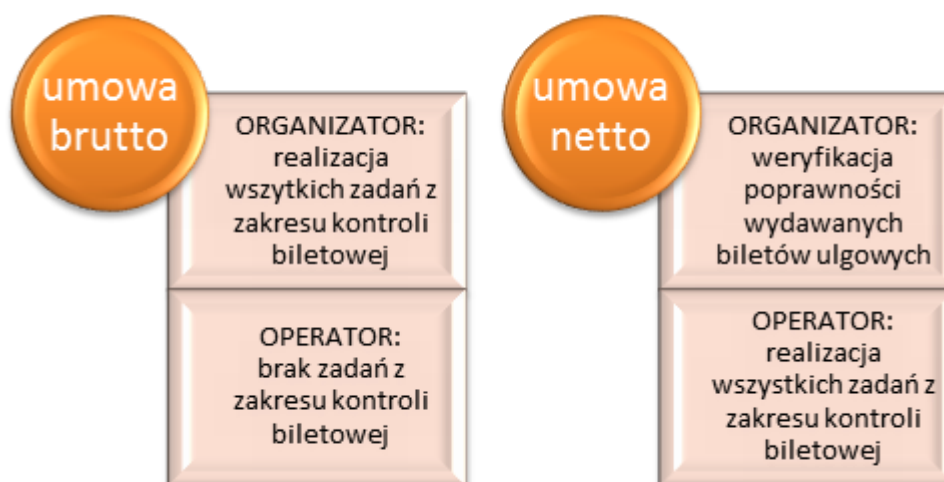 umowa
brutto
ORGANIZATOR:
realizacja
wszytkich zadań z
zakresu kontroli
biletowej
OPERATOR:
brak zadań z
zakresu kontroli
biletowej
umowa
netto
ORGANIZATOR:
weryfikacja
poprawności
wydawanych
biletów ulgowych
OPERATOR:
realizacja
wszystkich zadań z
zakresu kontroli
biletowej